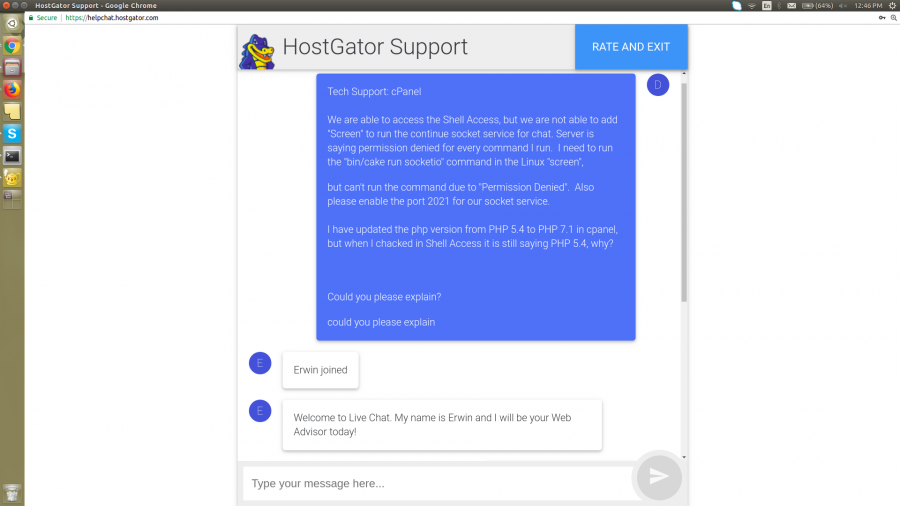 HostGator Support - Google Chrome
En
(64%)
12:46 PM
Secure
https://helpchat.hostgator.com
HostGator Support
RATE AND EXIT
D
Tech Support: cPanel
We are able to access the Shell Access, but we are not able to add
"Screen" to run the continue socket service for chat. Server is
saying permission denied for every command I run. I need to run
the "bin/cake run socketio" command in the Linux "screen",
but can't run the command due to "Permission Denied". Also
please enable the port 2021 for our socket service.
I have updated the php version from PHP 5.4 to PHP 7.1 in cpanel,
but when I chacked in Shell Access it is still saying PHP 5.4, why?
Could you please explain?
could you please explain
E
Erwin joined
E
Welcome to Live Chat. My name is Erwin and I will be your Web
Advisor today!
Type your message here...